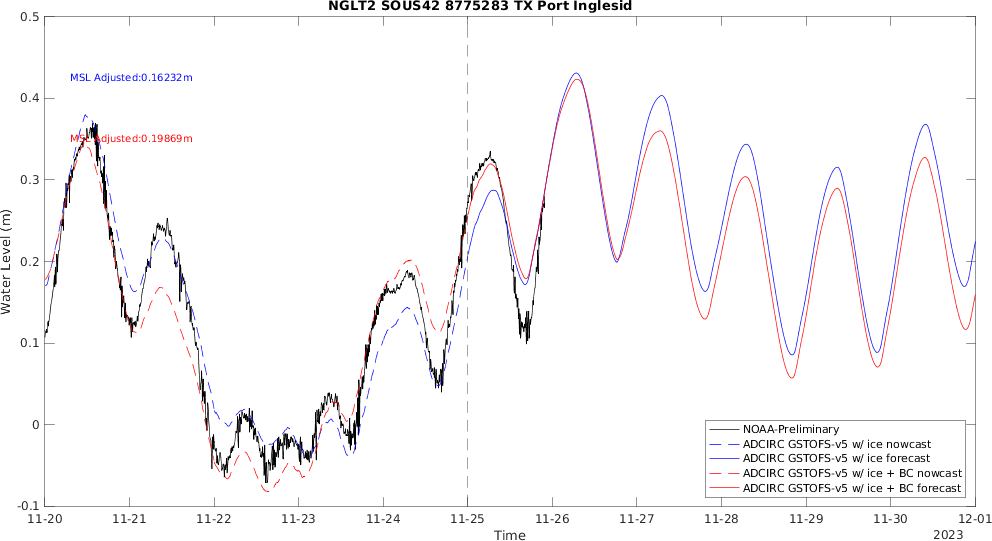 NGLT2 SOUS42 8775283 TX Port Inglesid
0.5
0.4
0.3
0.2
0.1
0
-0.1
Water Level (m)
MSL Adjusted:0.16232m
MSL Adjusted:0.19869m
NOAA-Preliminary
ADCIRC GSTOFS-v5 w/ ice nowcast
ADCIRC GSTOFS-v5 w/ ice forecast
ADCIRC GSTOFS-v5 w/ ice + BC nowcast
ADCIRC GSTOFS-v5 w/ ice + BC forecast
11-20 11-21 11-22 11-23 11-24 11-25 11-26 11-27 11-28 11-29 11-30 12-01
Time
2023